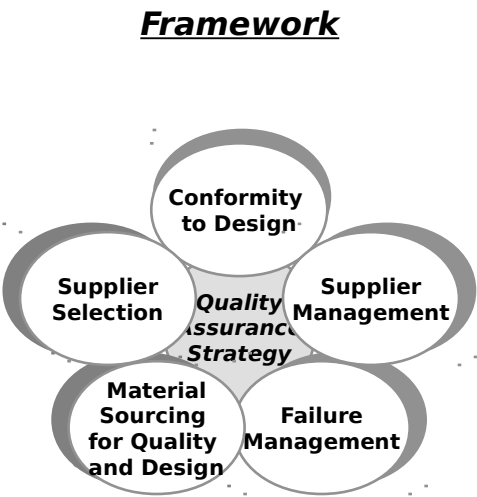 Framework
Conformity
to Design
Supplier
Selection
Supplier
Management
Quality
Assurance
Strategy
Material
Sourcing
for Quality
and Design
Failure
Management